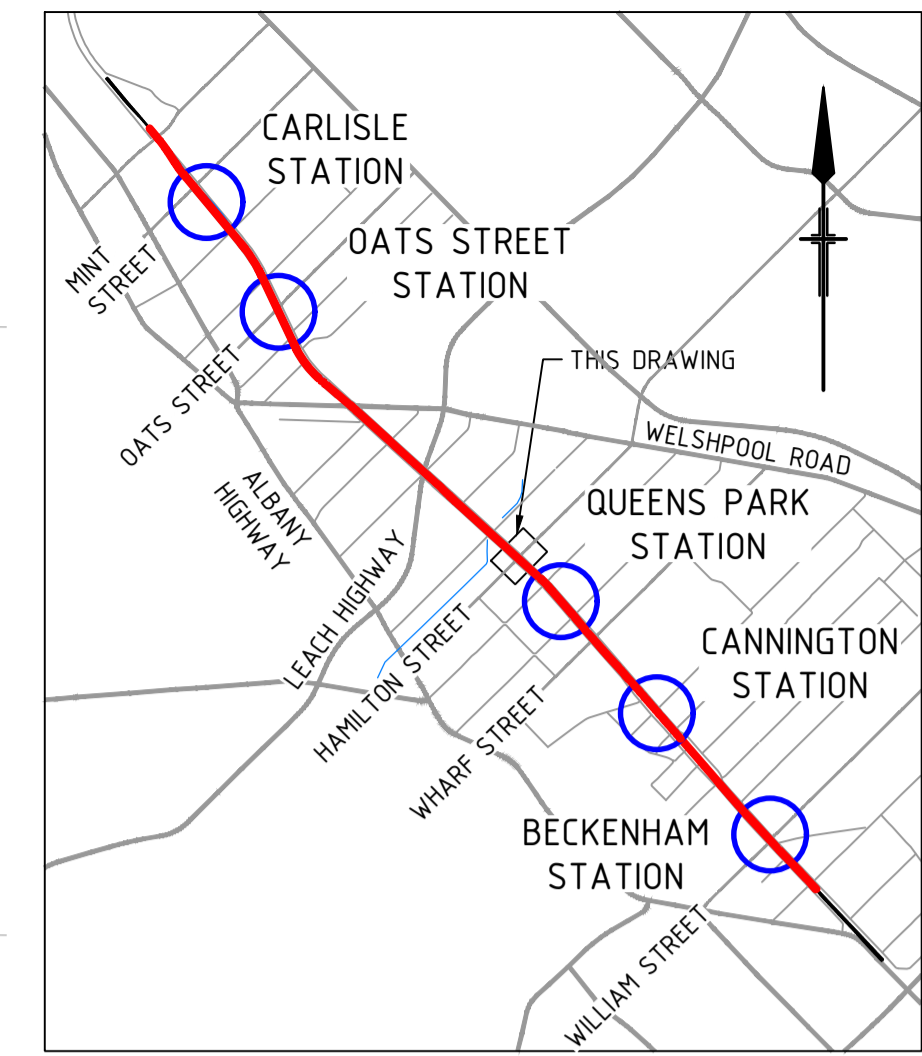 CARLISLE
STATION
OATS STREET
STATION
MINT
STREET
THIS DRAWING
OATS STREET
WELSHPOOL ROAD
ALBANY
HIGHWAY
QUEENS PARK
STATION
LEACH HIGHWAY
HAMILTON STREET
CANNINGTON
STATION
WHARF STREET
BECKENHAM
STATION
WILLIAM STREET